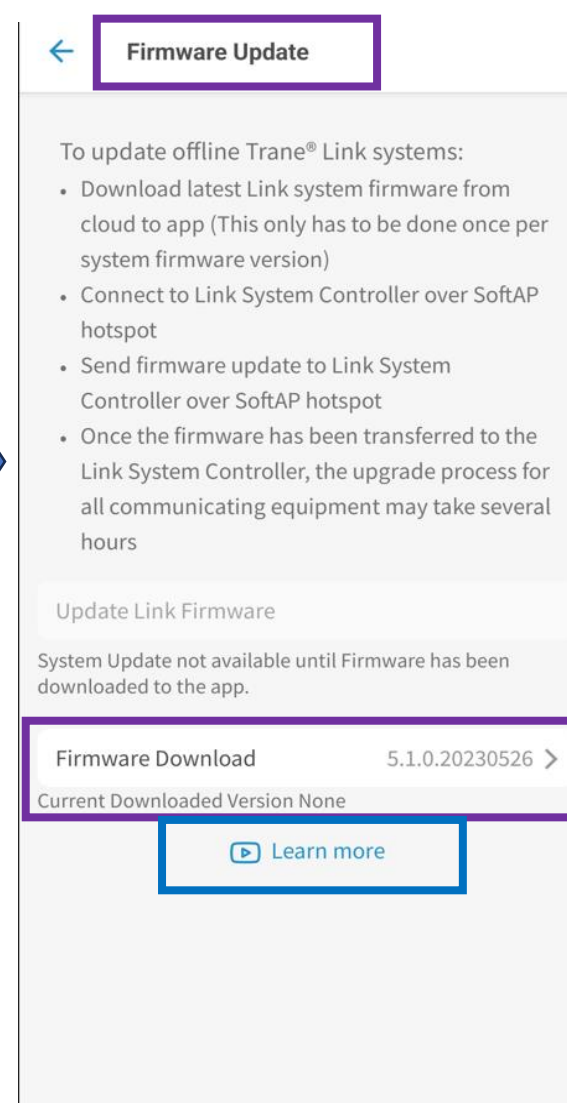 Firmware Update
To update offline Trane® Link systems:
• Download latest Link system firmware from
cloud to app (This only has to be done once per
system firmware version)
• Connect to Link System Controller over SoftAP
hotspot
• Send firmware update to Link System
Controller over SoftAP hotspot
• Once the firmware has been transferred to the
Link System Controller, the upgrade process for
all communicating equipment may take several
hours
Update Link Firmware
System Update not available until Firmware has been
downloaded to the app.
Firmware Download 5.1.0.20230526
Current Downloaded Version None
Learn more